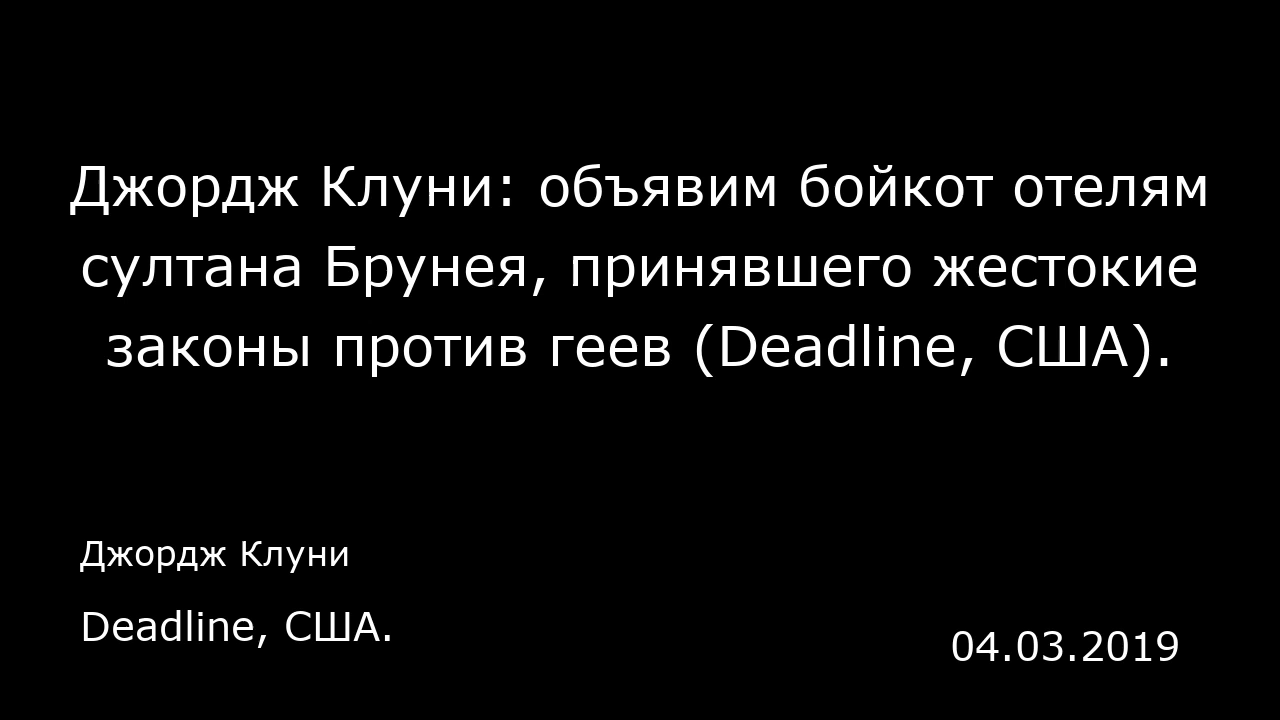 Джордж Клуни: объявим бойкот отелям
султана Брунея, принявшего жестокие
законы против геев (Deadline, США).
Джордж Клуни
Deadline, США.
04.03.2019